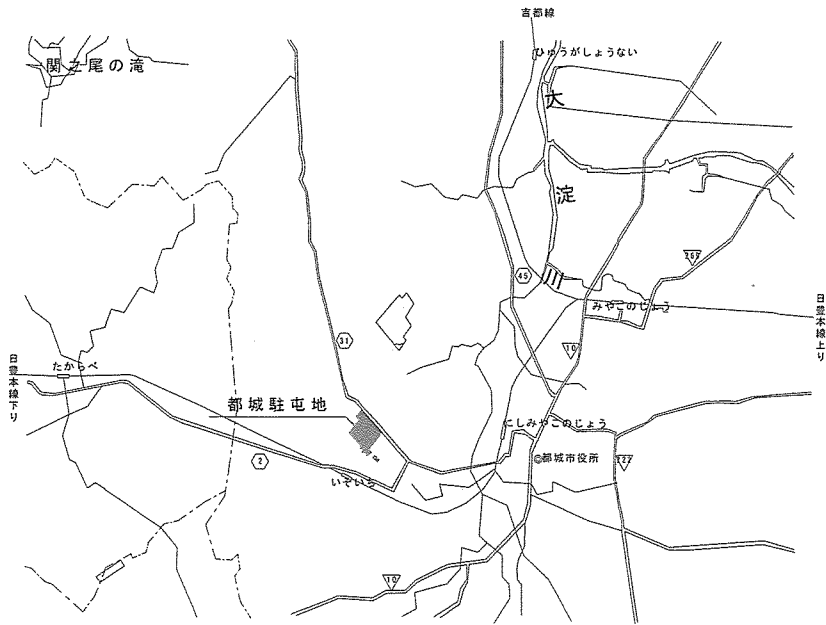 吉都線
ひゅうがしょうない
関之尾の滝
大
淀
269
45
川
みやこのじょう
日豊本線上り
31
10
たからべ
日豊本線下り
都城駐屯地
にしみやこのじょう
◎都城市役所
222
2
いそいち
10